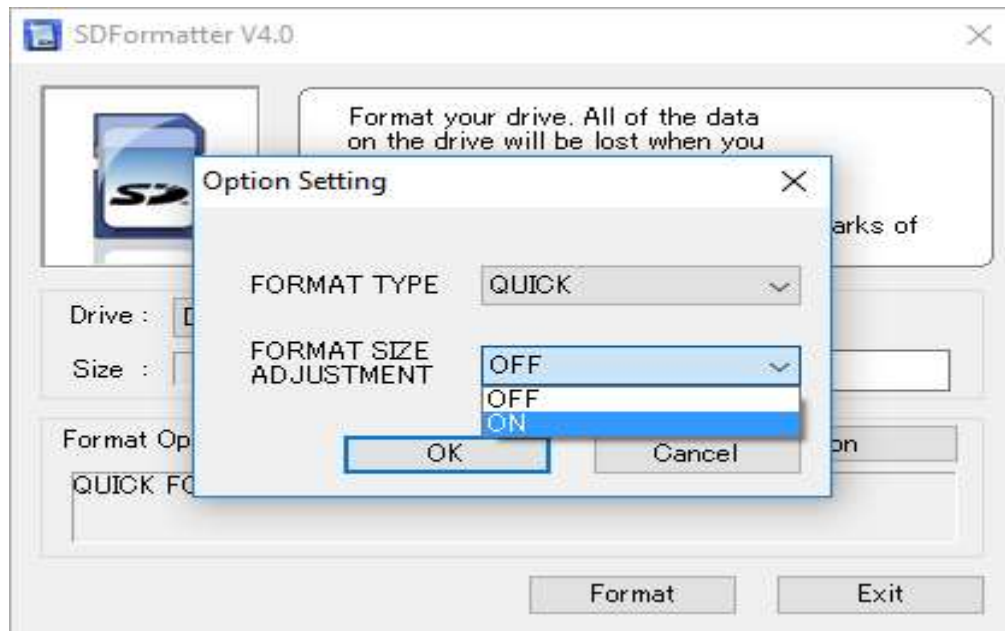 SDFormatter V4.0
Format your drive. All of the data
on the drive will be lost when you
SD
arks of
Option Setting
FORMAT TYPE QUICK
FORMAT SIZE
ADJUSTMENT OFF
OFF
ON
OK Cancel
Drive :
Size :
Format Op on
QUICK FO
Format Exit